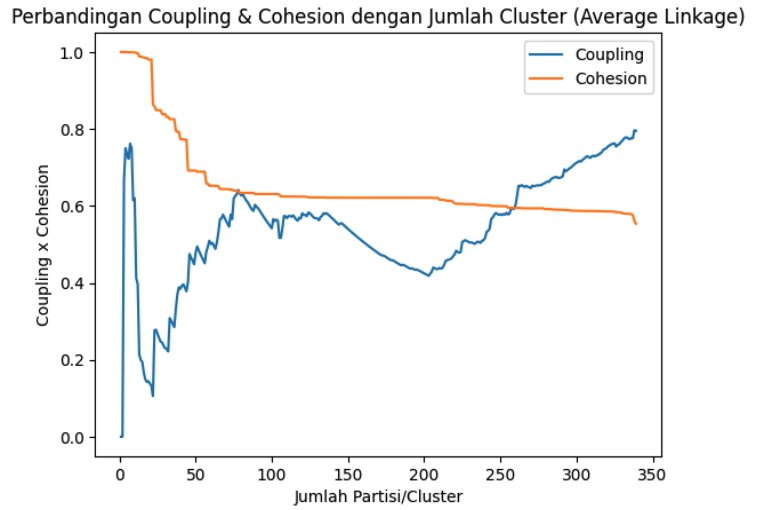 Perbandingan Coupling & Cohesion dengan Jumlah Cluster (Average Linkage)
Coupling
Cohesion
Coupling x Cohesion
1.0
0.8
0.6
0.4
0.2
0.0
0 50 100 150 200 250 300 350
Jumlah Partisi/Cluster